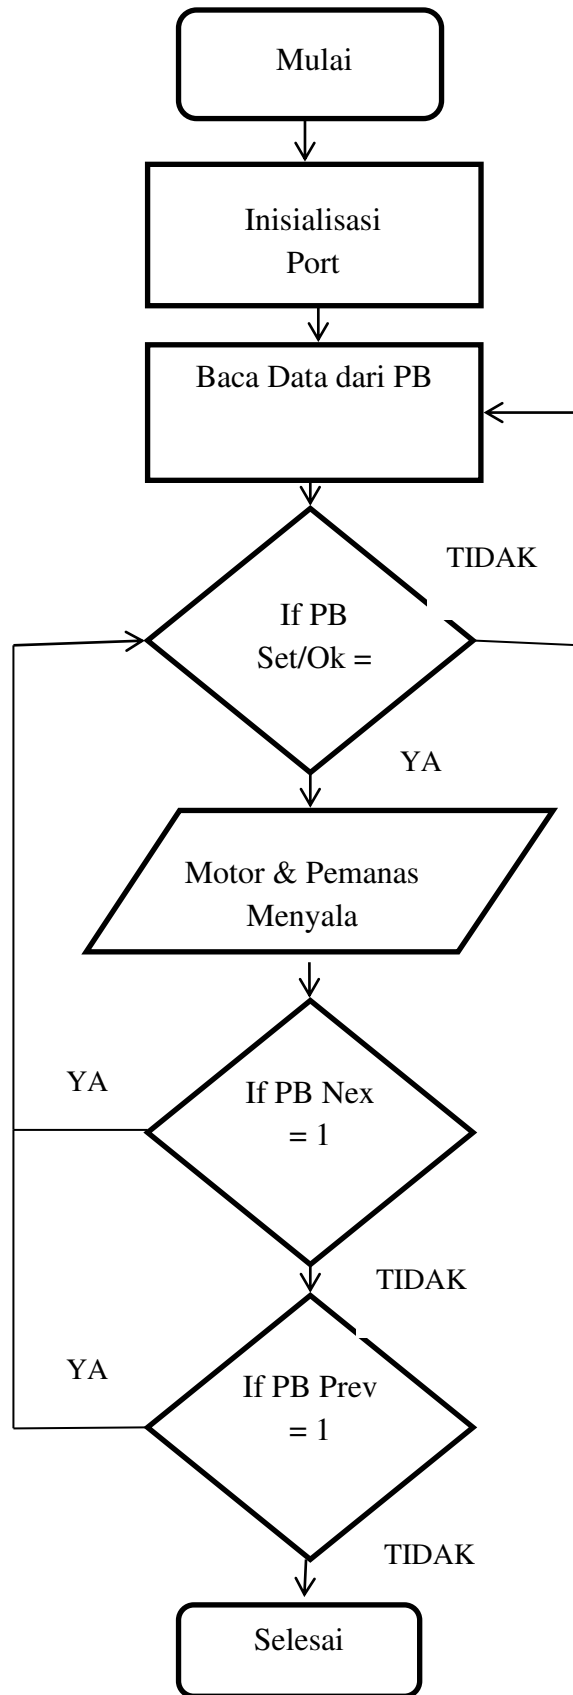 Mulai
Inisialisasi
Port
Baca Data dari PB
TIDAK
If PB
Set/Ok =
YA
Motor & Pemanas
Menyala
YA
If PB Nex
= 1
TIDAK
YA
If PB Prev
= 1
TIDAK
Selesai